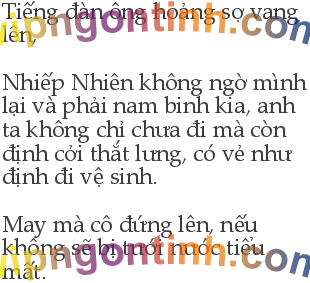 Tiếng đàn ông hoảng sợ vang
lên,
Nhiếp Nhiên không ngờ mình
lại va phải nam binh kia, anh
ta không chỉ chưa đi mà còn
định cởi thắt lưng, có vẻ như
định đi vệ sinh.
May mà cô đứng lên, nếu
không sẽ bị tưới nước tiểu
mất.